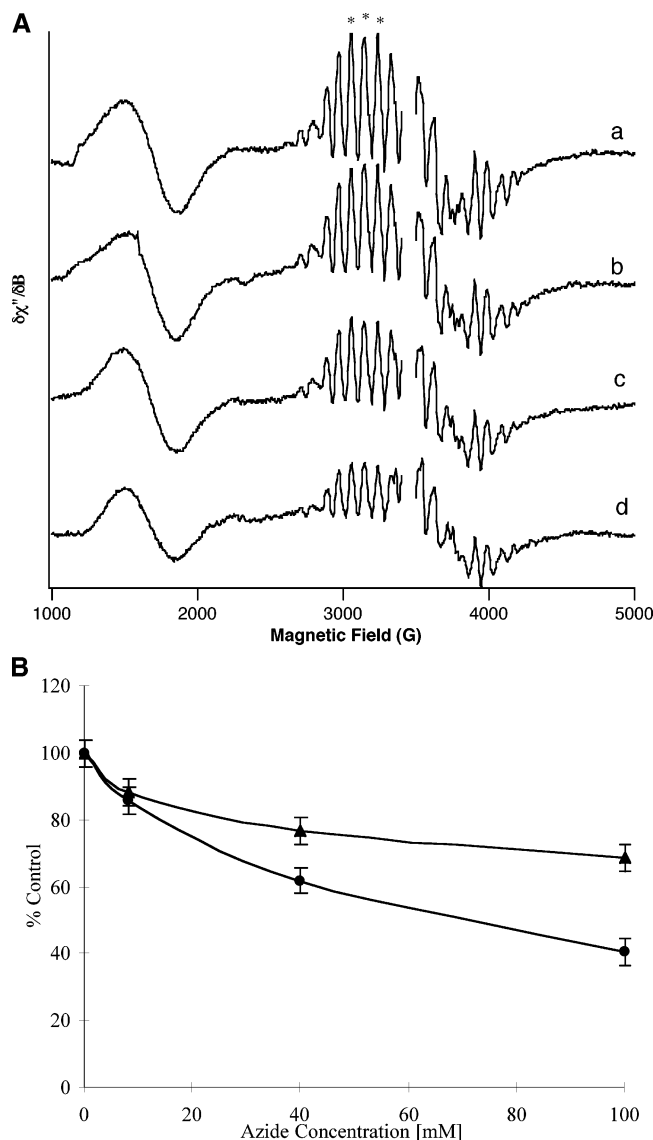 A
* * *
a
b
c
d
δχ"/δB
1000 2000 3000 4000 5000
Magnetic Field (G)
B
120
100
80
60
40
20
0
% Control
0 20 40 60 80 100
Azide Concentration [mM]